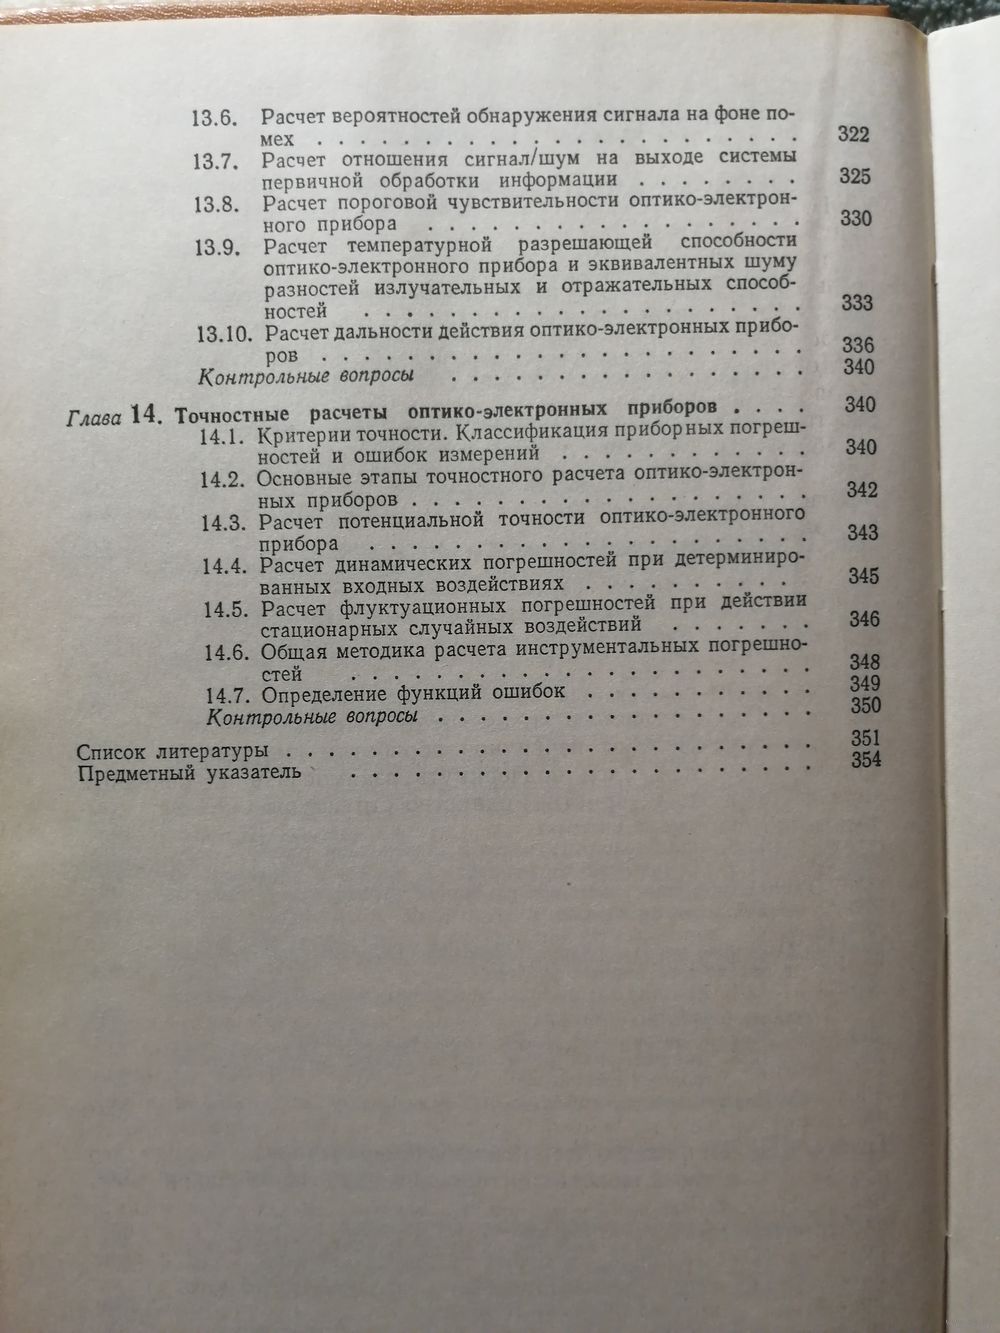 13.6. Расчет вероятностей обнаружения сигнала на фоне по-
мех . . . . . . . . . . . . . . . . . . . . . . . 322
13.7. Расчет отношения сигнал/шум на выходе системы
первичной обработки информации . . . . . . . . 325
13.8. Расчет пороговой чувствительности оптико-электрон-
ного прибора . . . . . . . . . . . . . . . . . . 330
13.9. Расчет температурной разрешающей способности
оптико-электронного прибора и эквивалентных шуму
разностей излучательных и отражательных способ-
ностей . . . . . . . . . . . . . . . . . . . . 333
13.10. Расчет дальности действия оптико-электронных прибо-
ров . . . . . . . . . . . . . . . . . . . . . . . 336
Контрольные вопросы . . . . . . . . . . . . . . . . . 340
Глава 14. Точностные расчеты оптико-электронных приборов . . . . 340
14.1. Критерии точности. Классификация приборных погреш-
ностей и ошибок измерений . . . . . . . . . . . . 340
14.2. Основные этапы точностного расчета оптико-электрон-
ных приборов . . . . . . . . . . . . . . . . . . . 342
14.3. Расчет потенциальной точности оптико-электронного
прибора . . . . . . . . . . . . . . . . . . . . . 343
14.4. Расчет динамических погрешностей при детерминиро-
ванных входных воздействиях . . . . . . . . . . 345
14.5. Расчет флуктуационных погрешностей при действии
стационарных случайных воздействий . . . . . . . 346
14.6. Общая методика расчета инструментальных погрешно-
стей . . . . . . . . . . . . . . . . . . . . . . 348
14.7. Определение функций ошибок . . . . . . . . . . . 349
Контрольные вопросы . . . . . . . . . . . . . . . . . . 350
Список литературы . . . . . . . . . . . . . . . . . . . . . . . . . 351
Предметный указатель . . . . . . . . . . . . . . . . . . . . . . 354